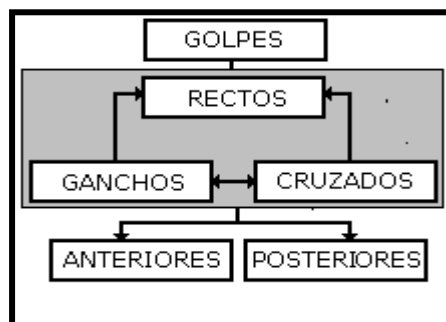 GOLPES
RECTOS
GANCHOS CRUZADOS
ANTERIORES POSTERIORES